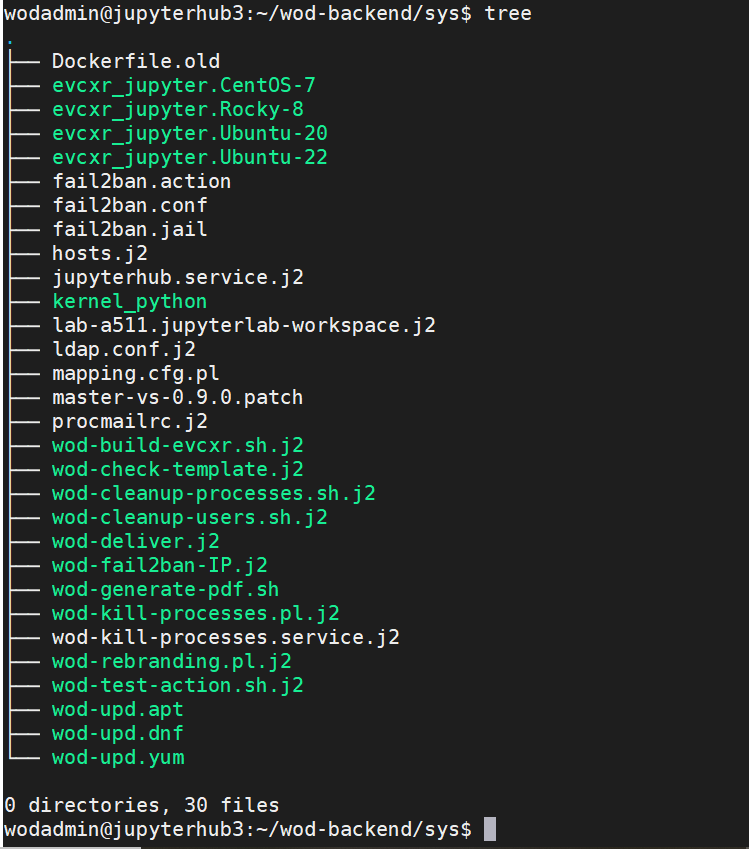 wodadmin@jupyterhub3:~/wod-backend/sys$ tree
.
├── Dockerfile.old
├── evcxr_jupyter.CentOS-7
├── evcxr_jupyter.Rocky-8
├── evcxr_jupyter.Ubuntu-20
├── evcxr_jupyter.Ubuntu-22
├── fail2ban.action
├── fail2ban.conf
├── fail2ban.jail
├── hosts.j2
├── jupyterhub.service.j2
├── kernel_python
├── lab-a511.jupyterlab-workspace.j2
├── ldap.conf.j2
├── mapping.cfg.pl
├── master-vs-0.9.0.patch
├── procmailrc.j2
├── wod-build-evcxr.sh.j2
├── wod-check-template.j2
├── wod-cleanup-processes.sh.j2
├── wod-cleanup-users.sh.j2
├── wod-deliver.j2
├── wod-fail2ban-IP.j2
├── wod-generate-pdf.sh
├── wod-kill-processes.pl.j2
├── wod-kill-processes.service.j2
├── wod-rebranding.pl.j2
├── wod-test-action.sh.j2
├── wod-upd.apt
├── wod-upd.dnf
└── wod-upd.yum

0 directories, 30 files
wodadmin@jupyterhub3:~/wod-backend/sys$